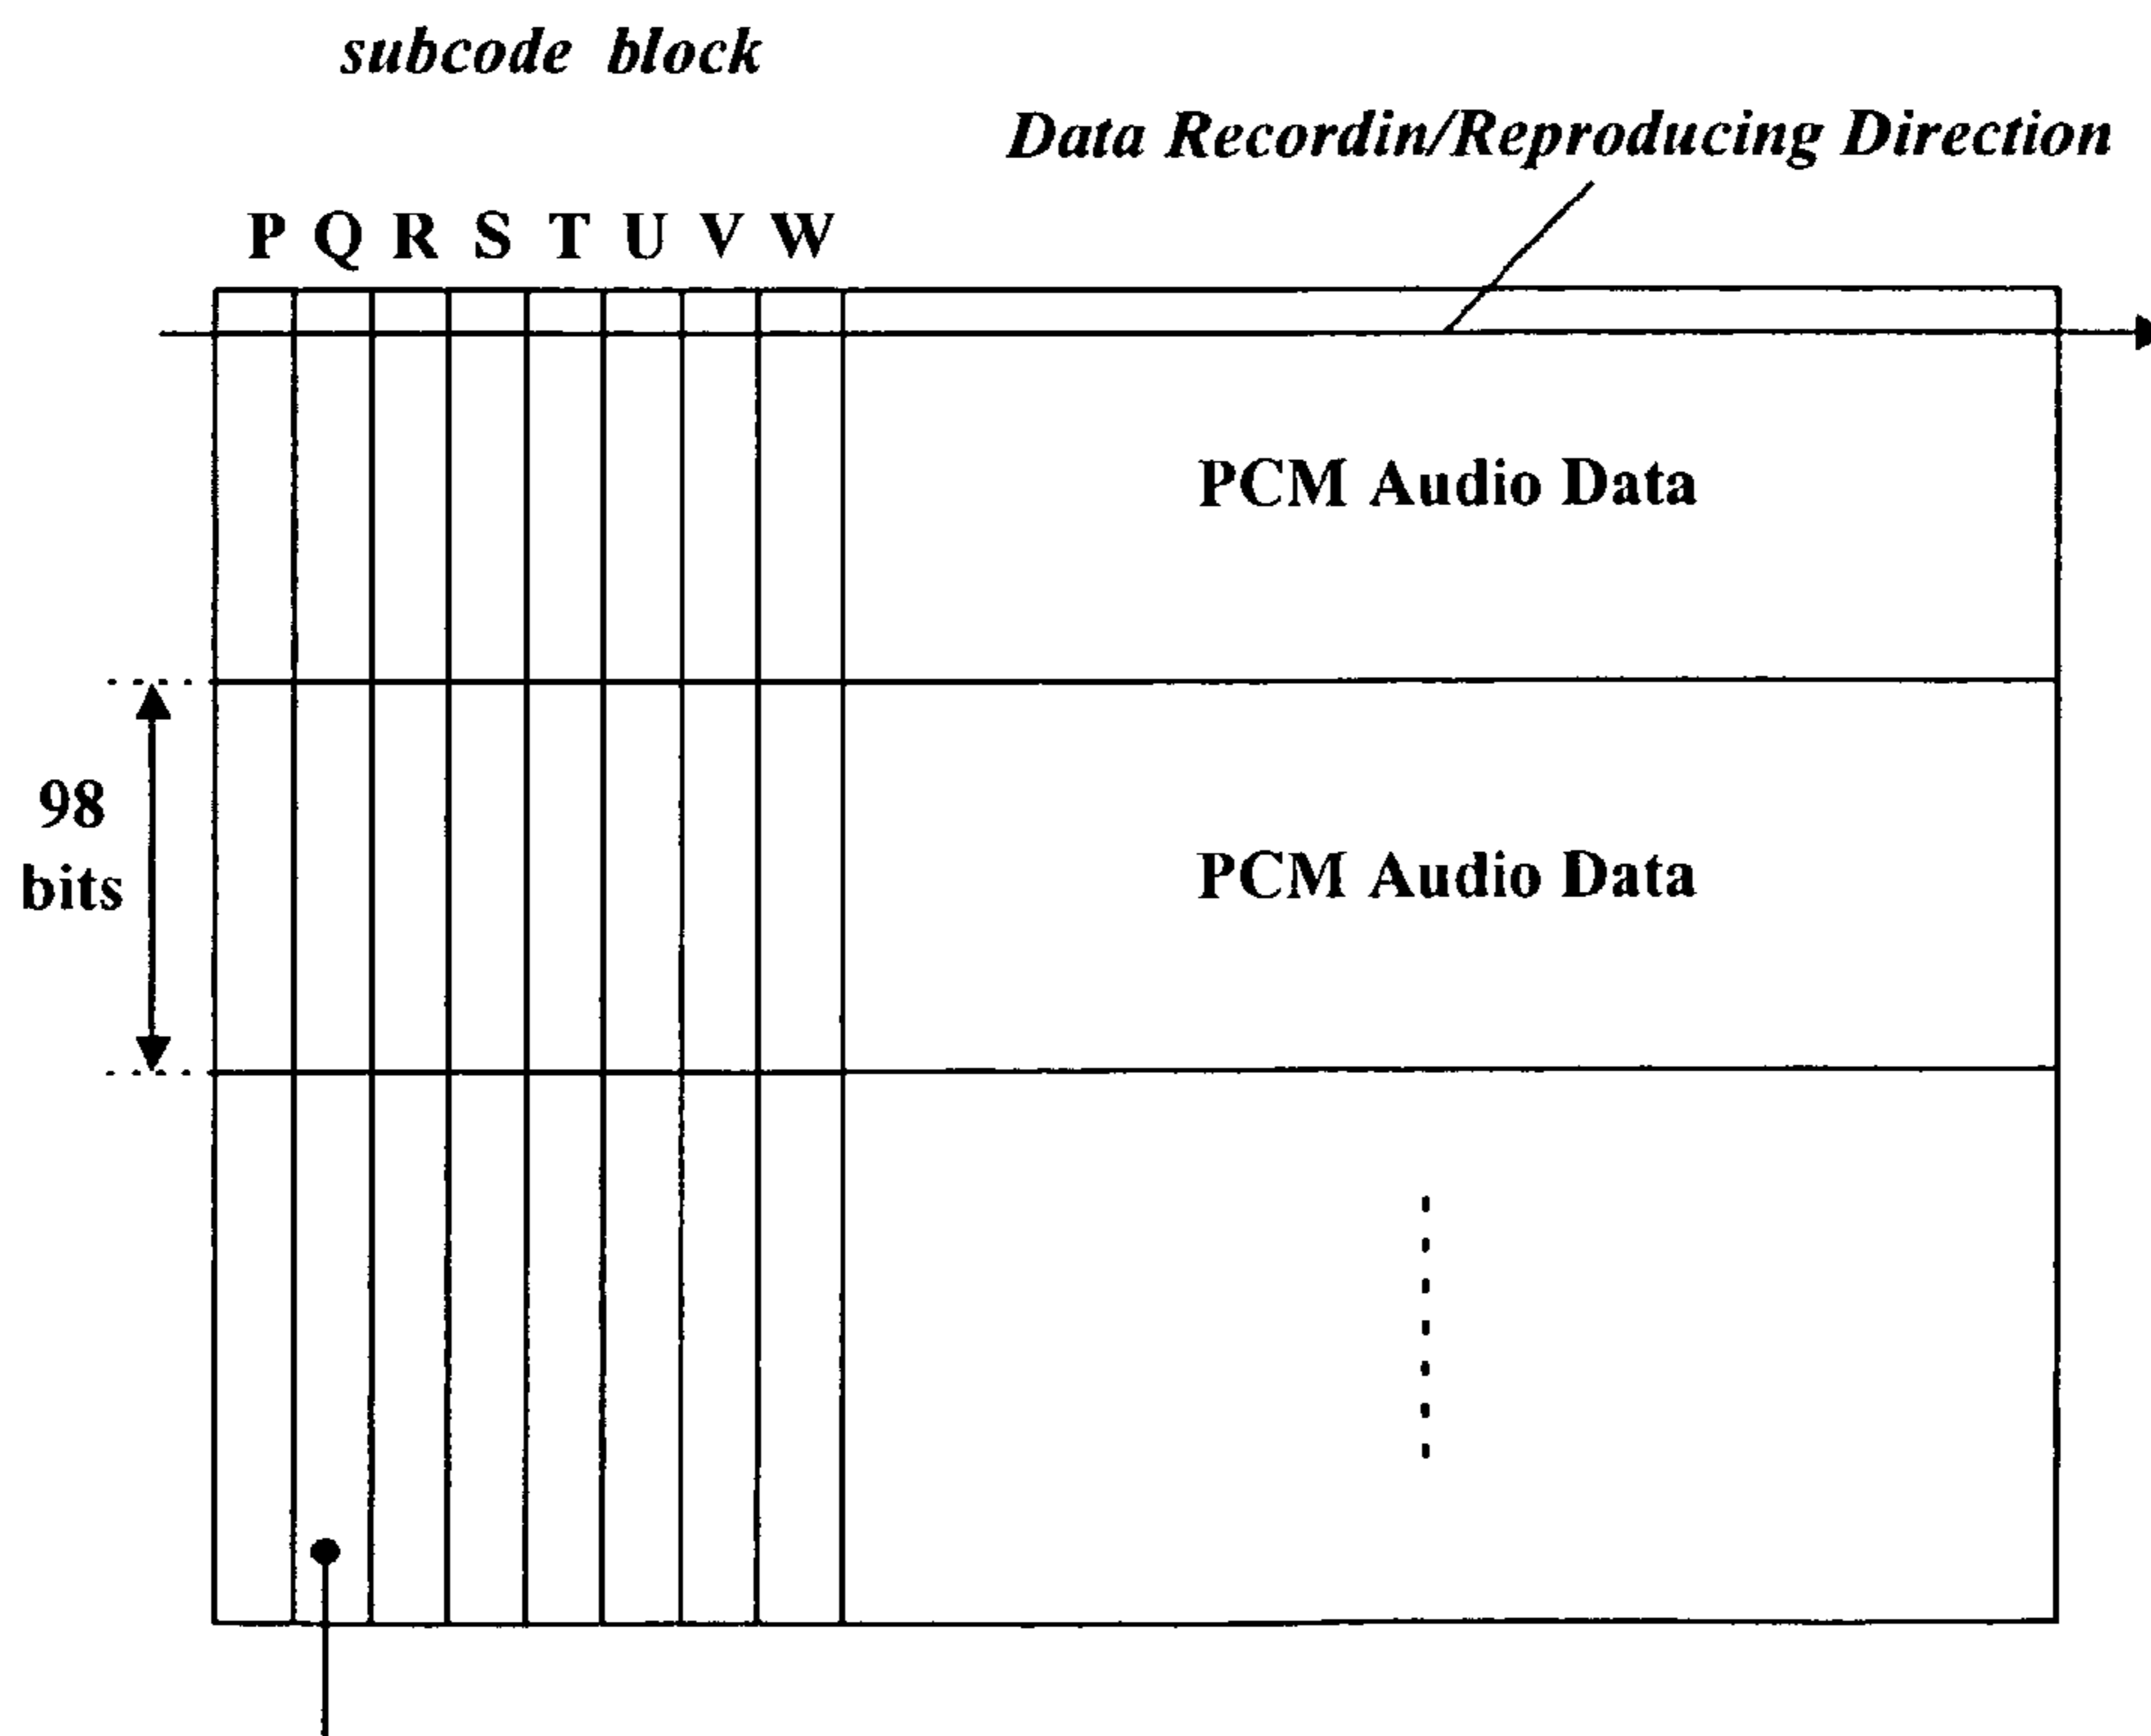 subcode block
Data Recordin/Reproducing Direction
P Q R S T U V W
PCM Audio Data
98
bits
PCM Audio Data